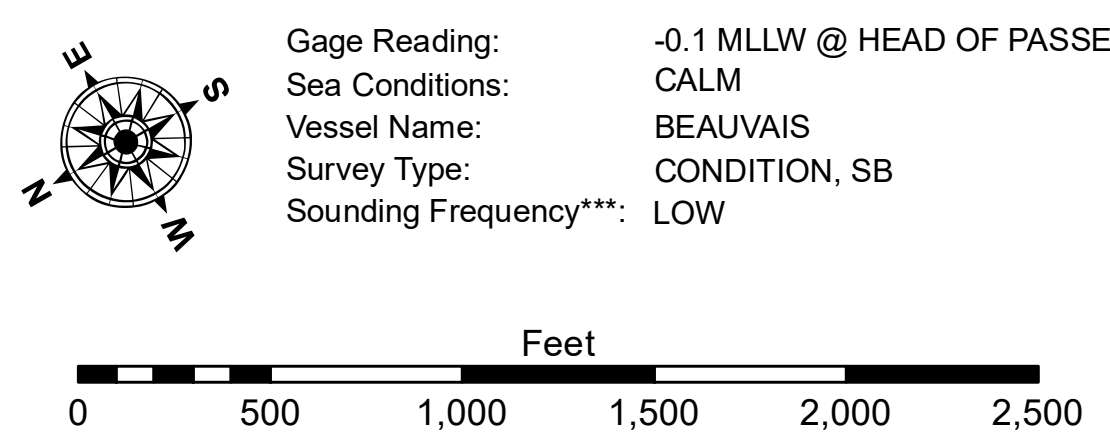 E
S
N
W
Gage Reading: -0.1 MLLW @ HEAD OF PASSE
Sea Conditions: CALM
Vessel Name: BEAUVAIS
Survey Type: CONDITION, SB
Sounding Frequency***: LOW
Feet
0 500 1,000 1,500 2,000 2,500